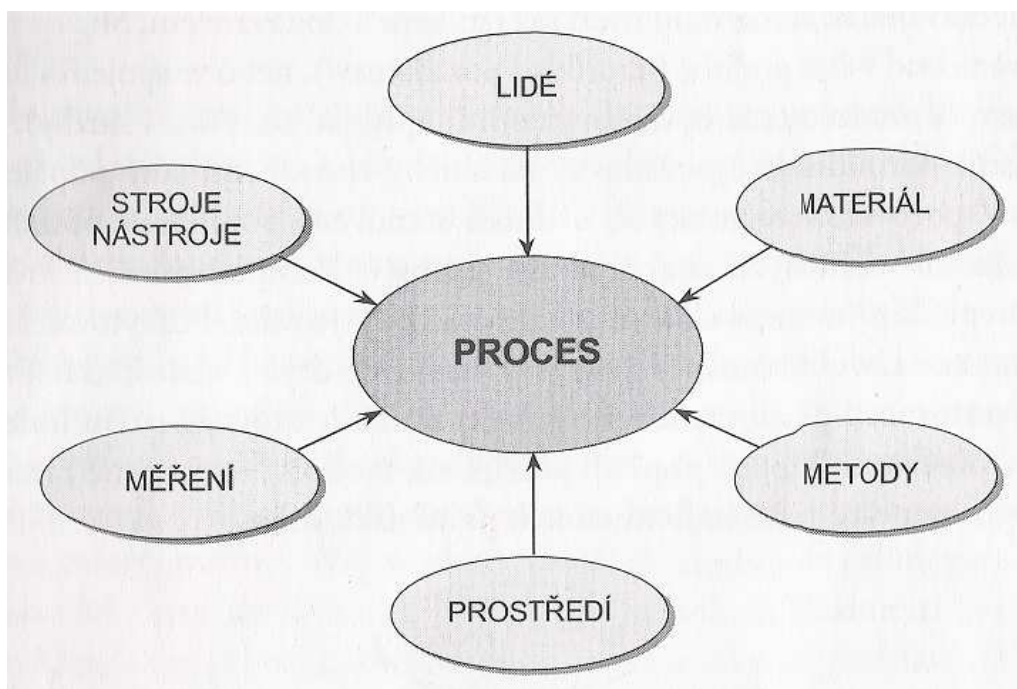 LIDÉ
STROJE
NÁSTROJE
MATERIÁL
PROCES
MĚŘENÍ
METODY
PROSTŘEDÍ